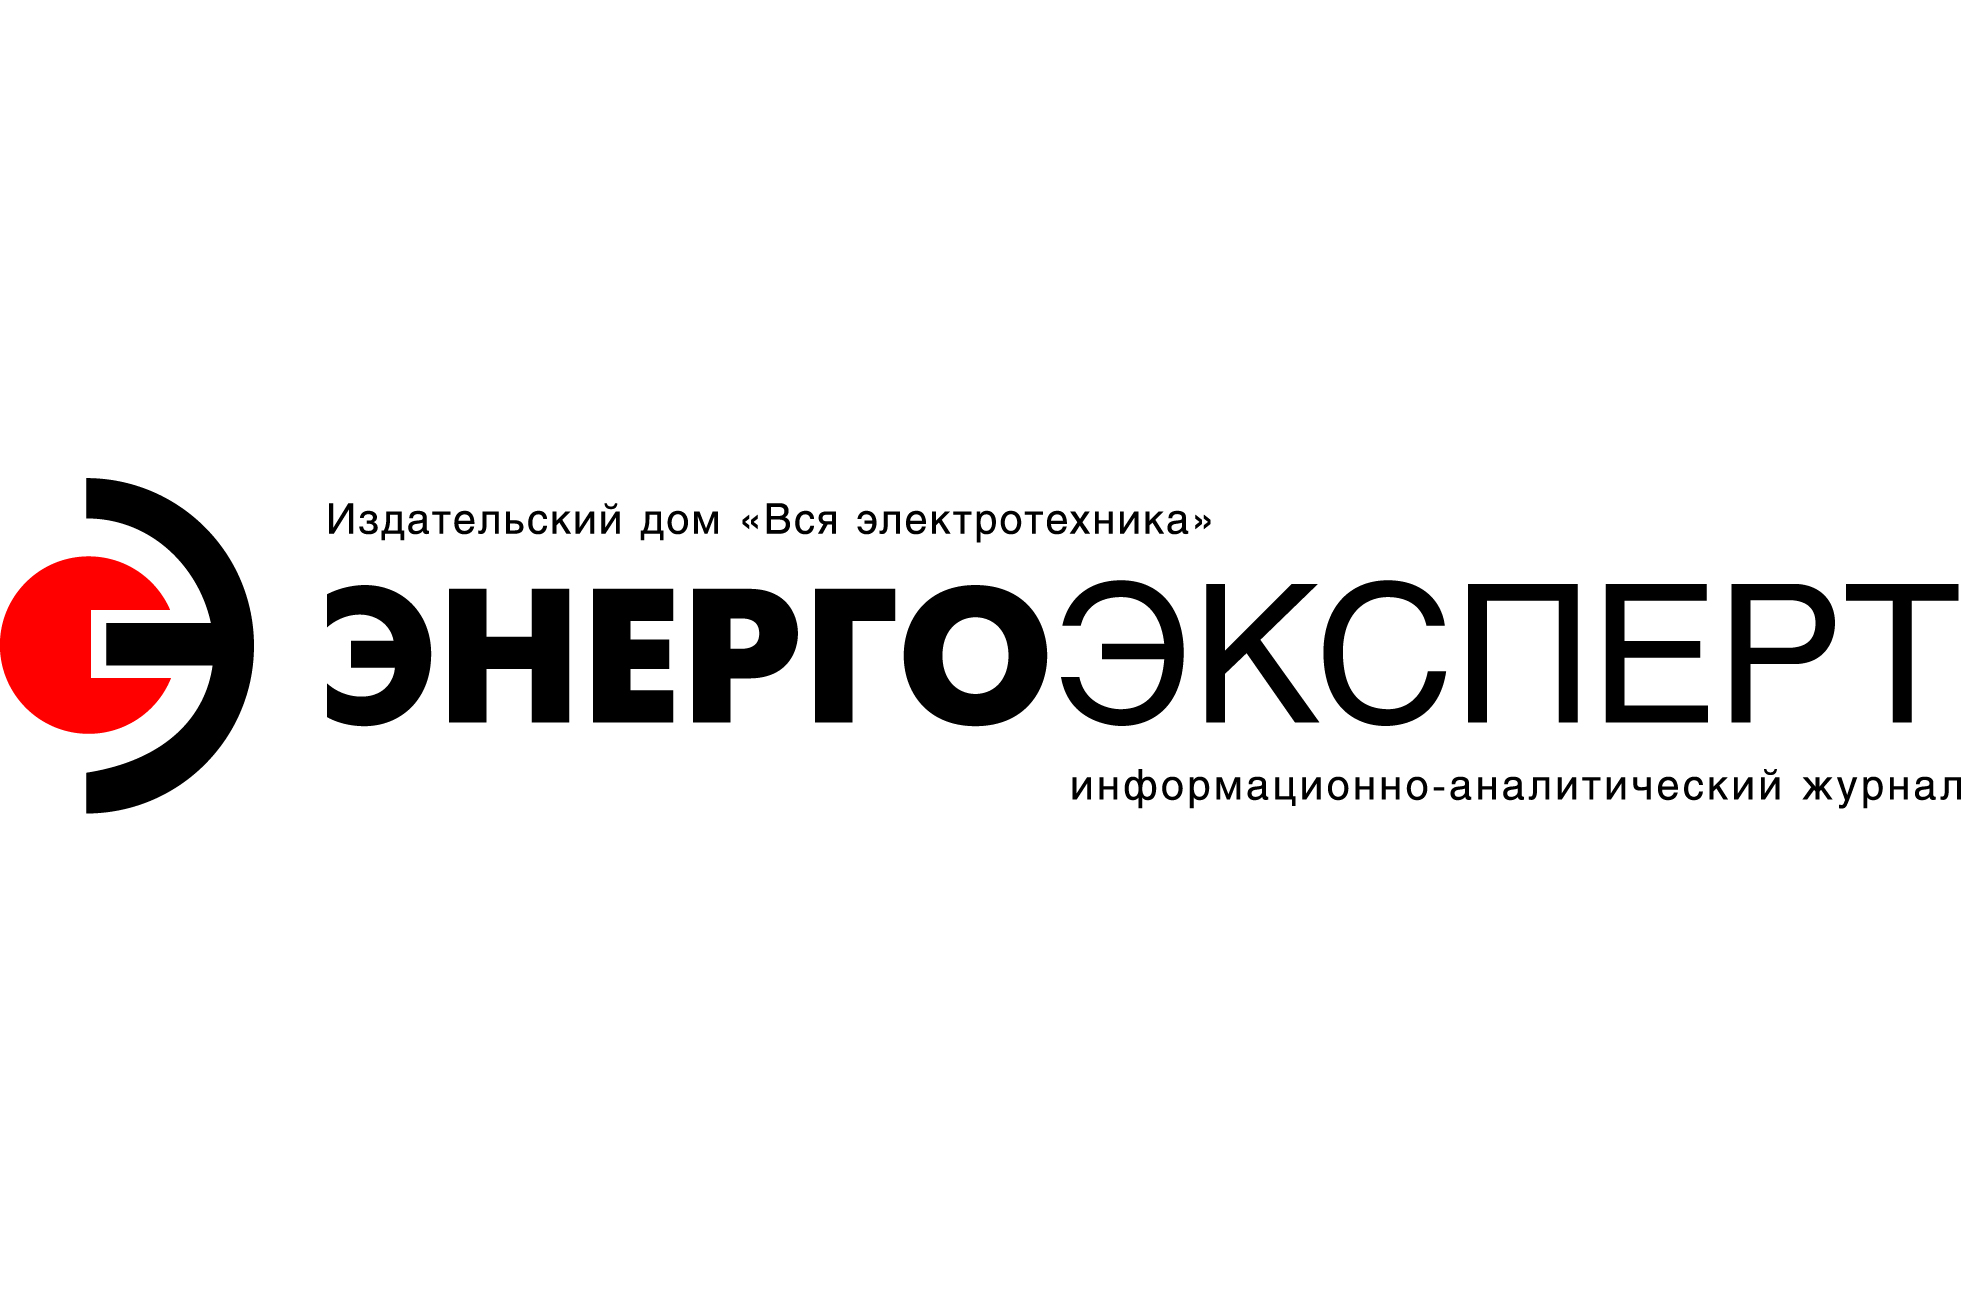 Издательский дом «Вся электротехника»
ЭНЕРГОЭКСПЕРТ
информационно-аналитический журнал